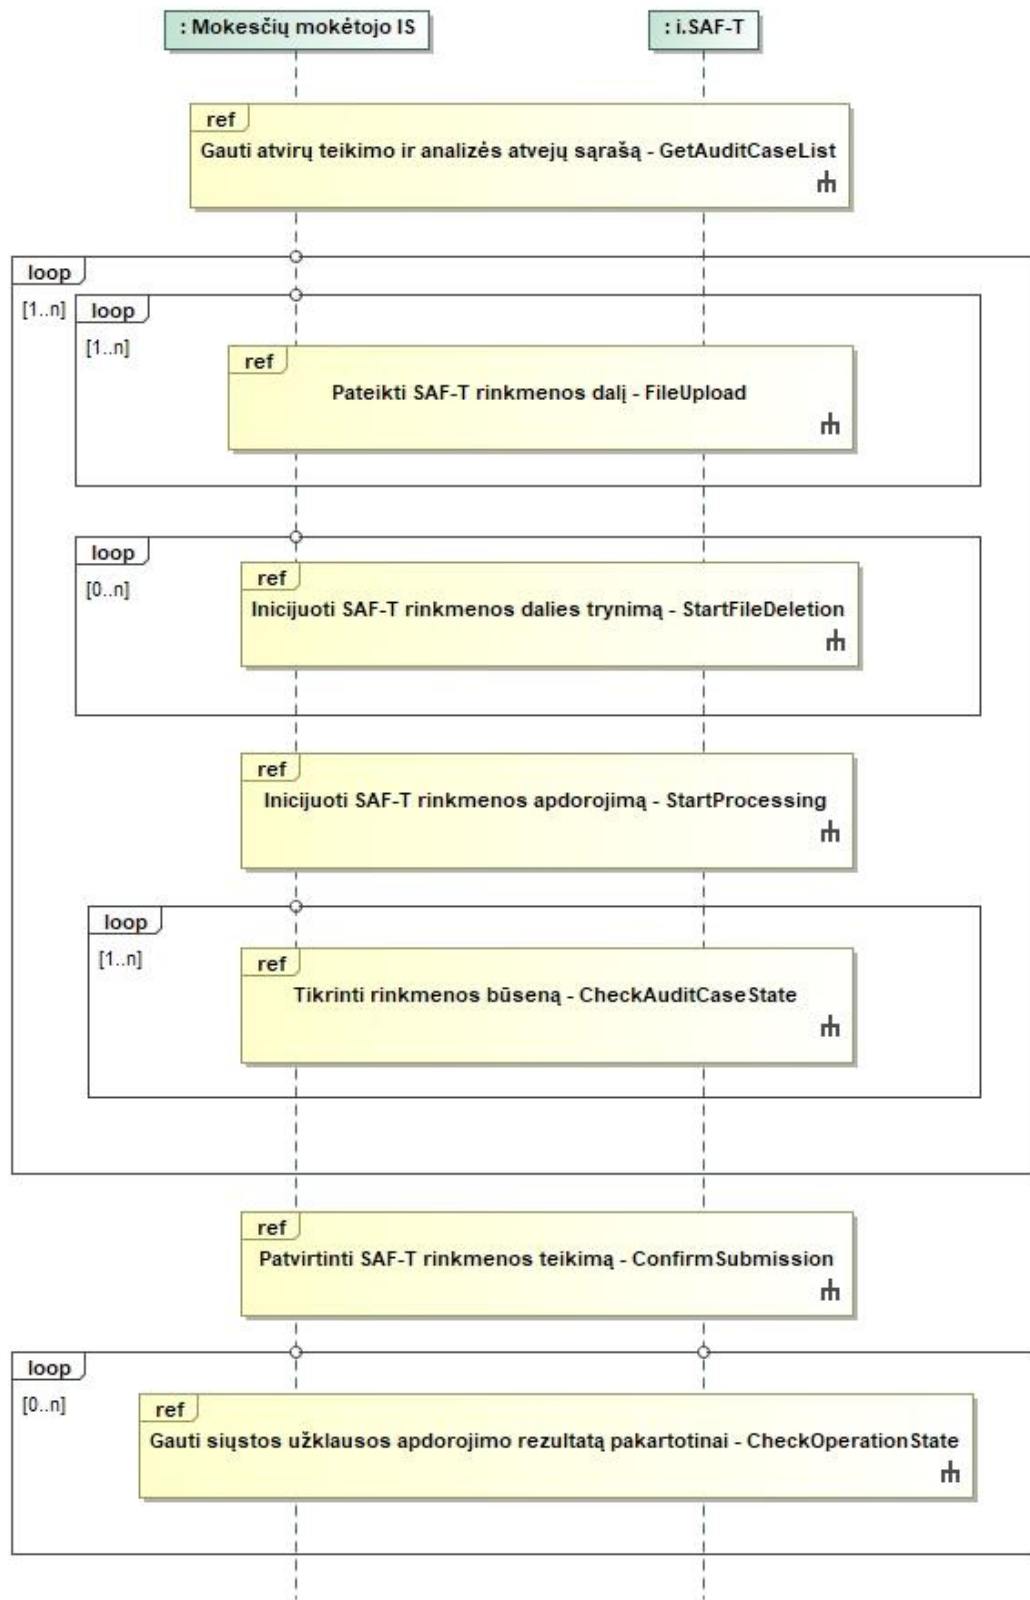 : Mokesčių mokėtojo IS
: i.SAF-T
ref
Gauti atvirų teikimo ir analizės atvejų sąrašą - GetAuditCaseList
loop
[1..n]
loop
[1..n]
ref
Pateikti SAF-T rinkmenos dalį - FileUpload
loop
[0..n]
ref
Inicijuoti SAF-T rinkmenos dalies trynimą - StartFileDeletion
ref
Inicijuoti SAF-T rinkmenos apdorojimą - StartProcessing
loop
[1..n]
ref
Tikrinti rinkmenos būseną - CheckAuditCaseState
ref
Patvirtinti SAF-T rinkmenos teikimą - ConfirmSubmission
loop
[0..n]
ref
Gauti siųstos užklausos apdorojimo rezultatą pakartotinai - CheckOperationState